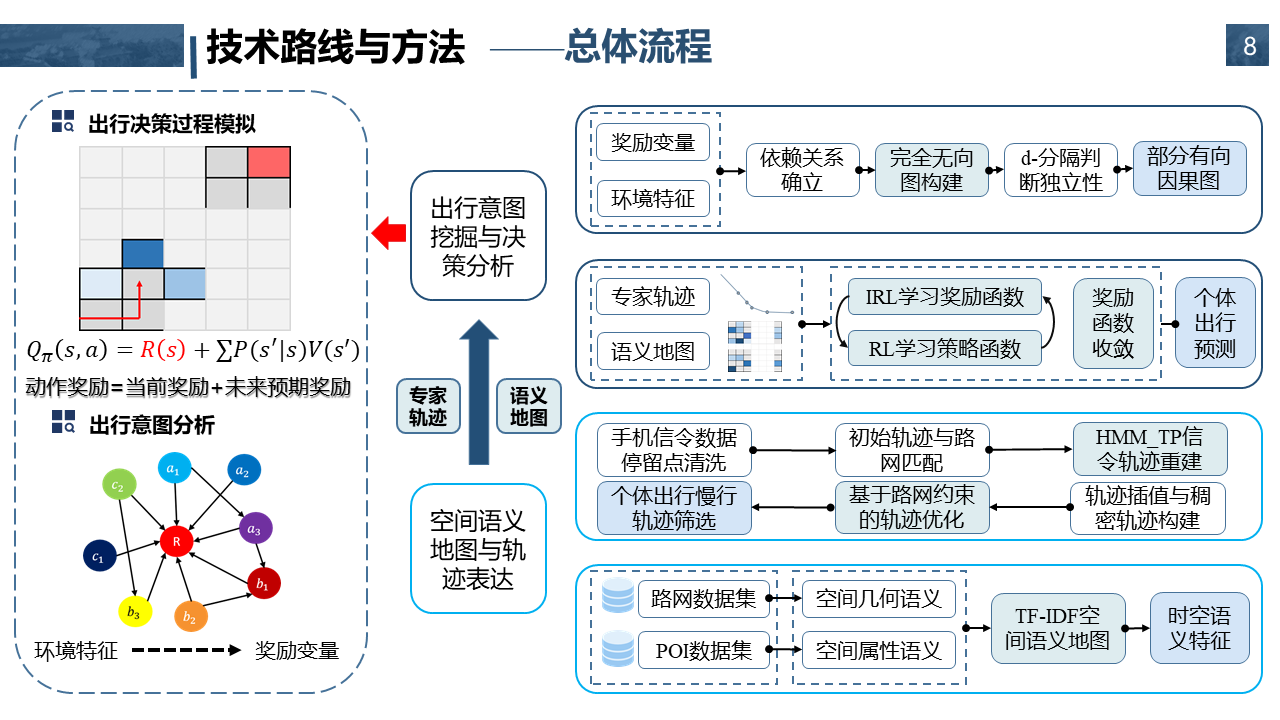 技术路线与方法 ——总体流程
8
出行决策过程模拟
Qπ(s,a) = R(s) + ∑P(s′|s)V(s′)
动作奖励=当前奖励+未来预期奖励
出行意图分析
a₁
a₂
c₂
a₃
R
c₁
b₁
b₃
b₂
环境特征
奖励变量
出行意图
挖掘与决
策分析
专家
轨迹
语义
地图
空间语义
地图与轨
迹表达
奖励变量
环境特征
依赖关系
确立
完全无向
图构建
d-分隔判
断独立性
部分有向
因果图
专家轨迹
语义地图
IRL学习奖励函数
RL学习策略函数
奖励
函数
收敛
个体
出行
预测
手机信令数据
停留点清洗
初始轨迹与路
网匹配
HMM_TP信
令轨迹重建
个体出行慢行
轨迹筛选
基于路网约束
的轨迹优化
轨迹插值与稠
密轨迹构建
路网数据集
POI数据集
空间几何语义
空间属性语义
TF-IDF空
间语义地图
时空语
义特征